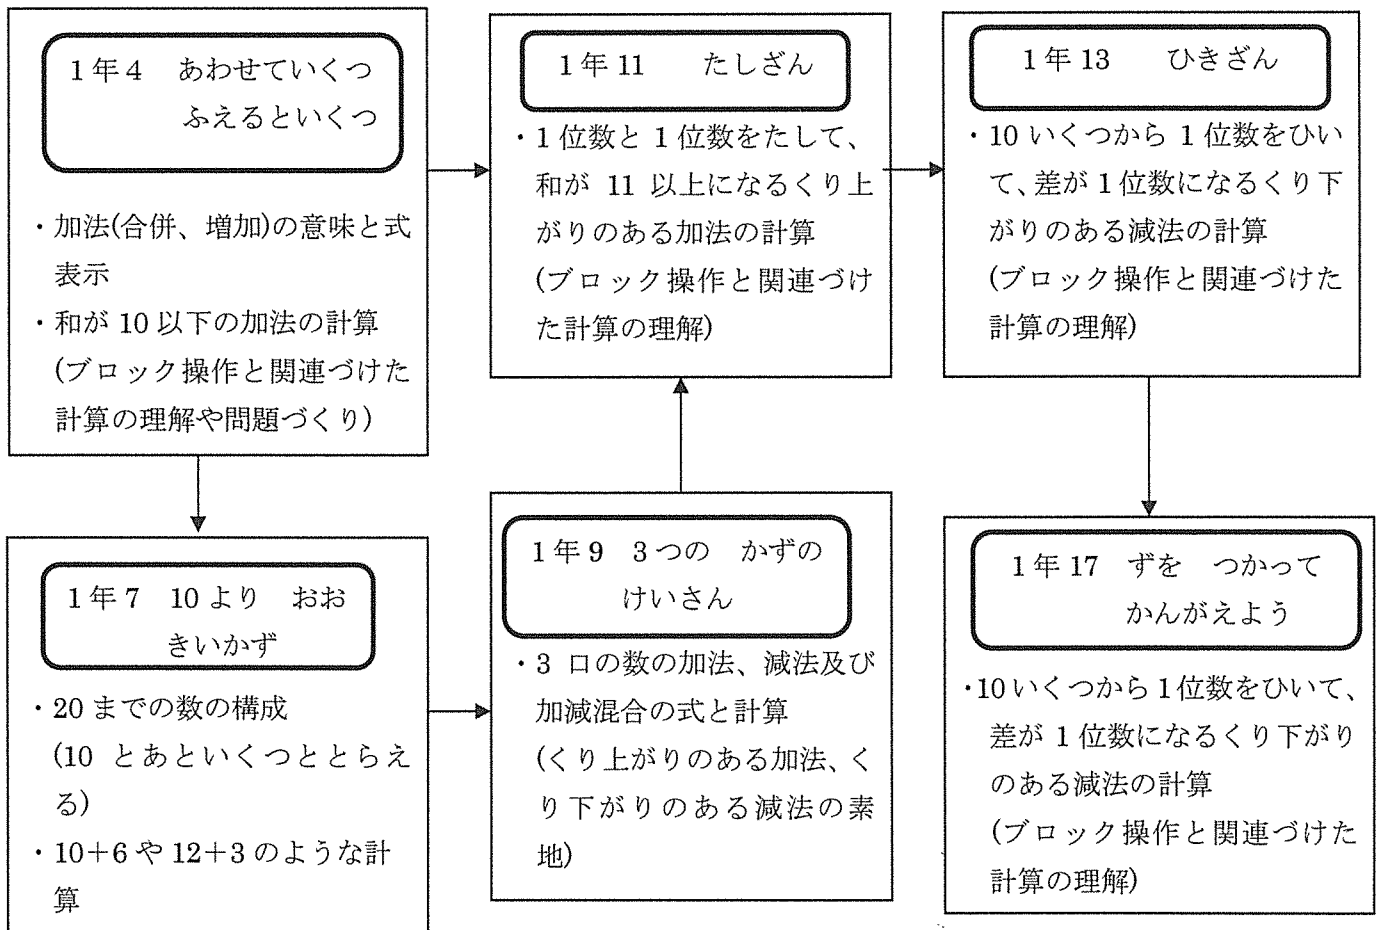 1年4 あわせていくつ
ふえるといくつ
・加法(合併、増加)の意味と式
表示
・和が 10 以下の加法の計算
(ブロック操作と関連づけた
計算の理解や問題づくり)
1年7 10より おお
きいかず
・20までの数の構成
(10 とあといくつととらえ
る)
・10+6や12+3のような計
算
1年11 たしざん
・1位数と1位数をたして、
和が 11 以上になるくり上
がりのある加法の計算
(ブロック操作と関連づけ
た計算の理解)
1年9 3つの かずの
けいさん
・3 口の数の加法、減法及び
加減混合の式と計算
(くり上がりのある加法、く
り下がりのある減法の素
地)
1年13 ひきざん
・10いくつから1位数をひい
て、差が1位数になるくり下
がりのある減法の計算
(ブロック操作と関連づけた
計算の理解)
1年17 ずを つかって
かんがえよう
・10いくつから1位数をひいて、
差が1位数になるくり下がり
のある減法の計算
(ブロック操作と関連づけた
計算の理解)